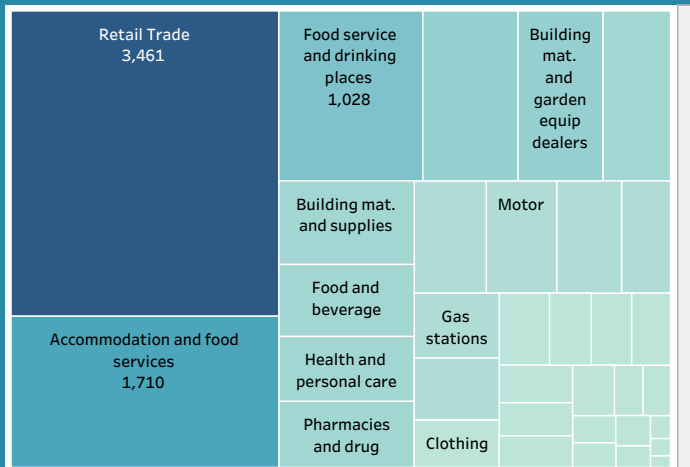 Retail Trade
3,461
Accommodation and food
services
1,710
Food service
and drinking
places
1,028
Building
mat.
and
garden
equip
dealers
Building mat.
and supplies
Food and
beverage
Health and
personal care
Pharmacies
and drug
Motor
Gas
stations
Clothing